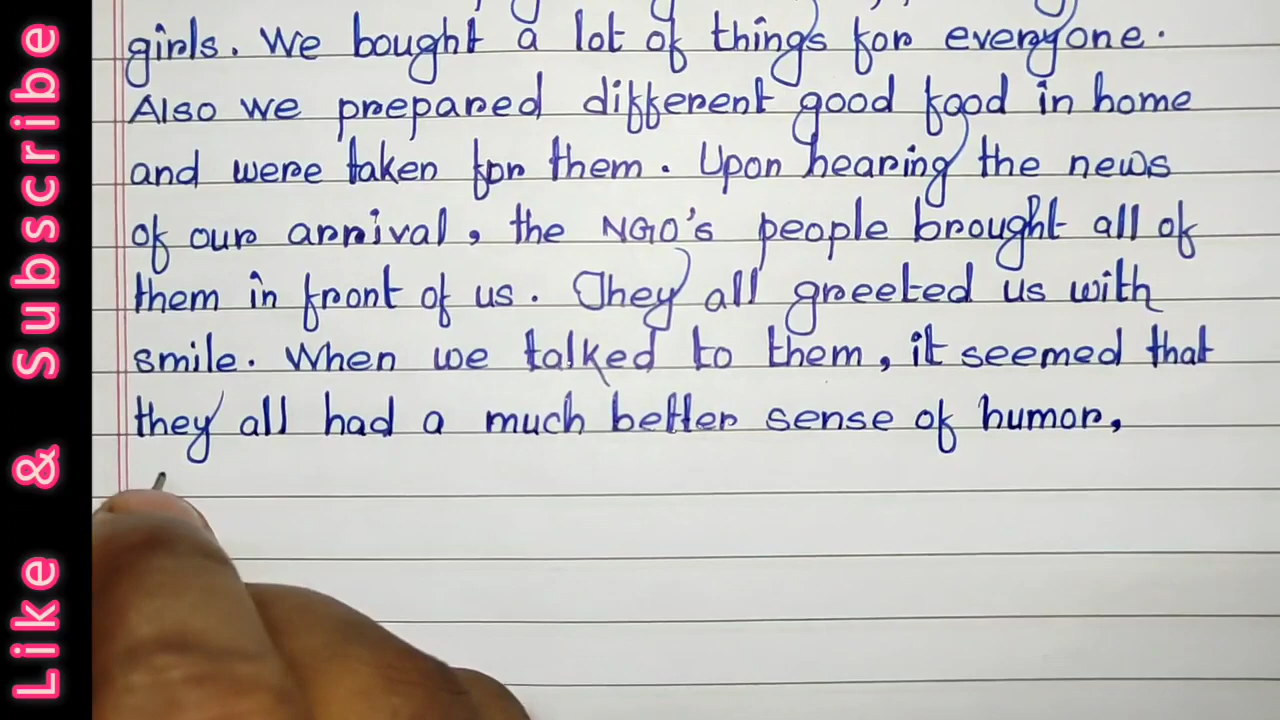 girls. We bought a lot of things for everyone.
Also we prepared different good food in home
and were taken for them. Upon hearing the news
of our arrival, the NGO's people brought all of
them in front of us. They all greeted us with
smile. When we talked to them, it seemed that
they all had a much better sense of humor,
Like & Subscribe